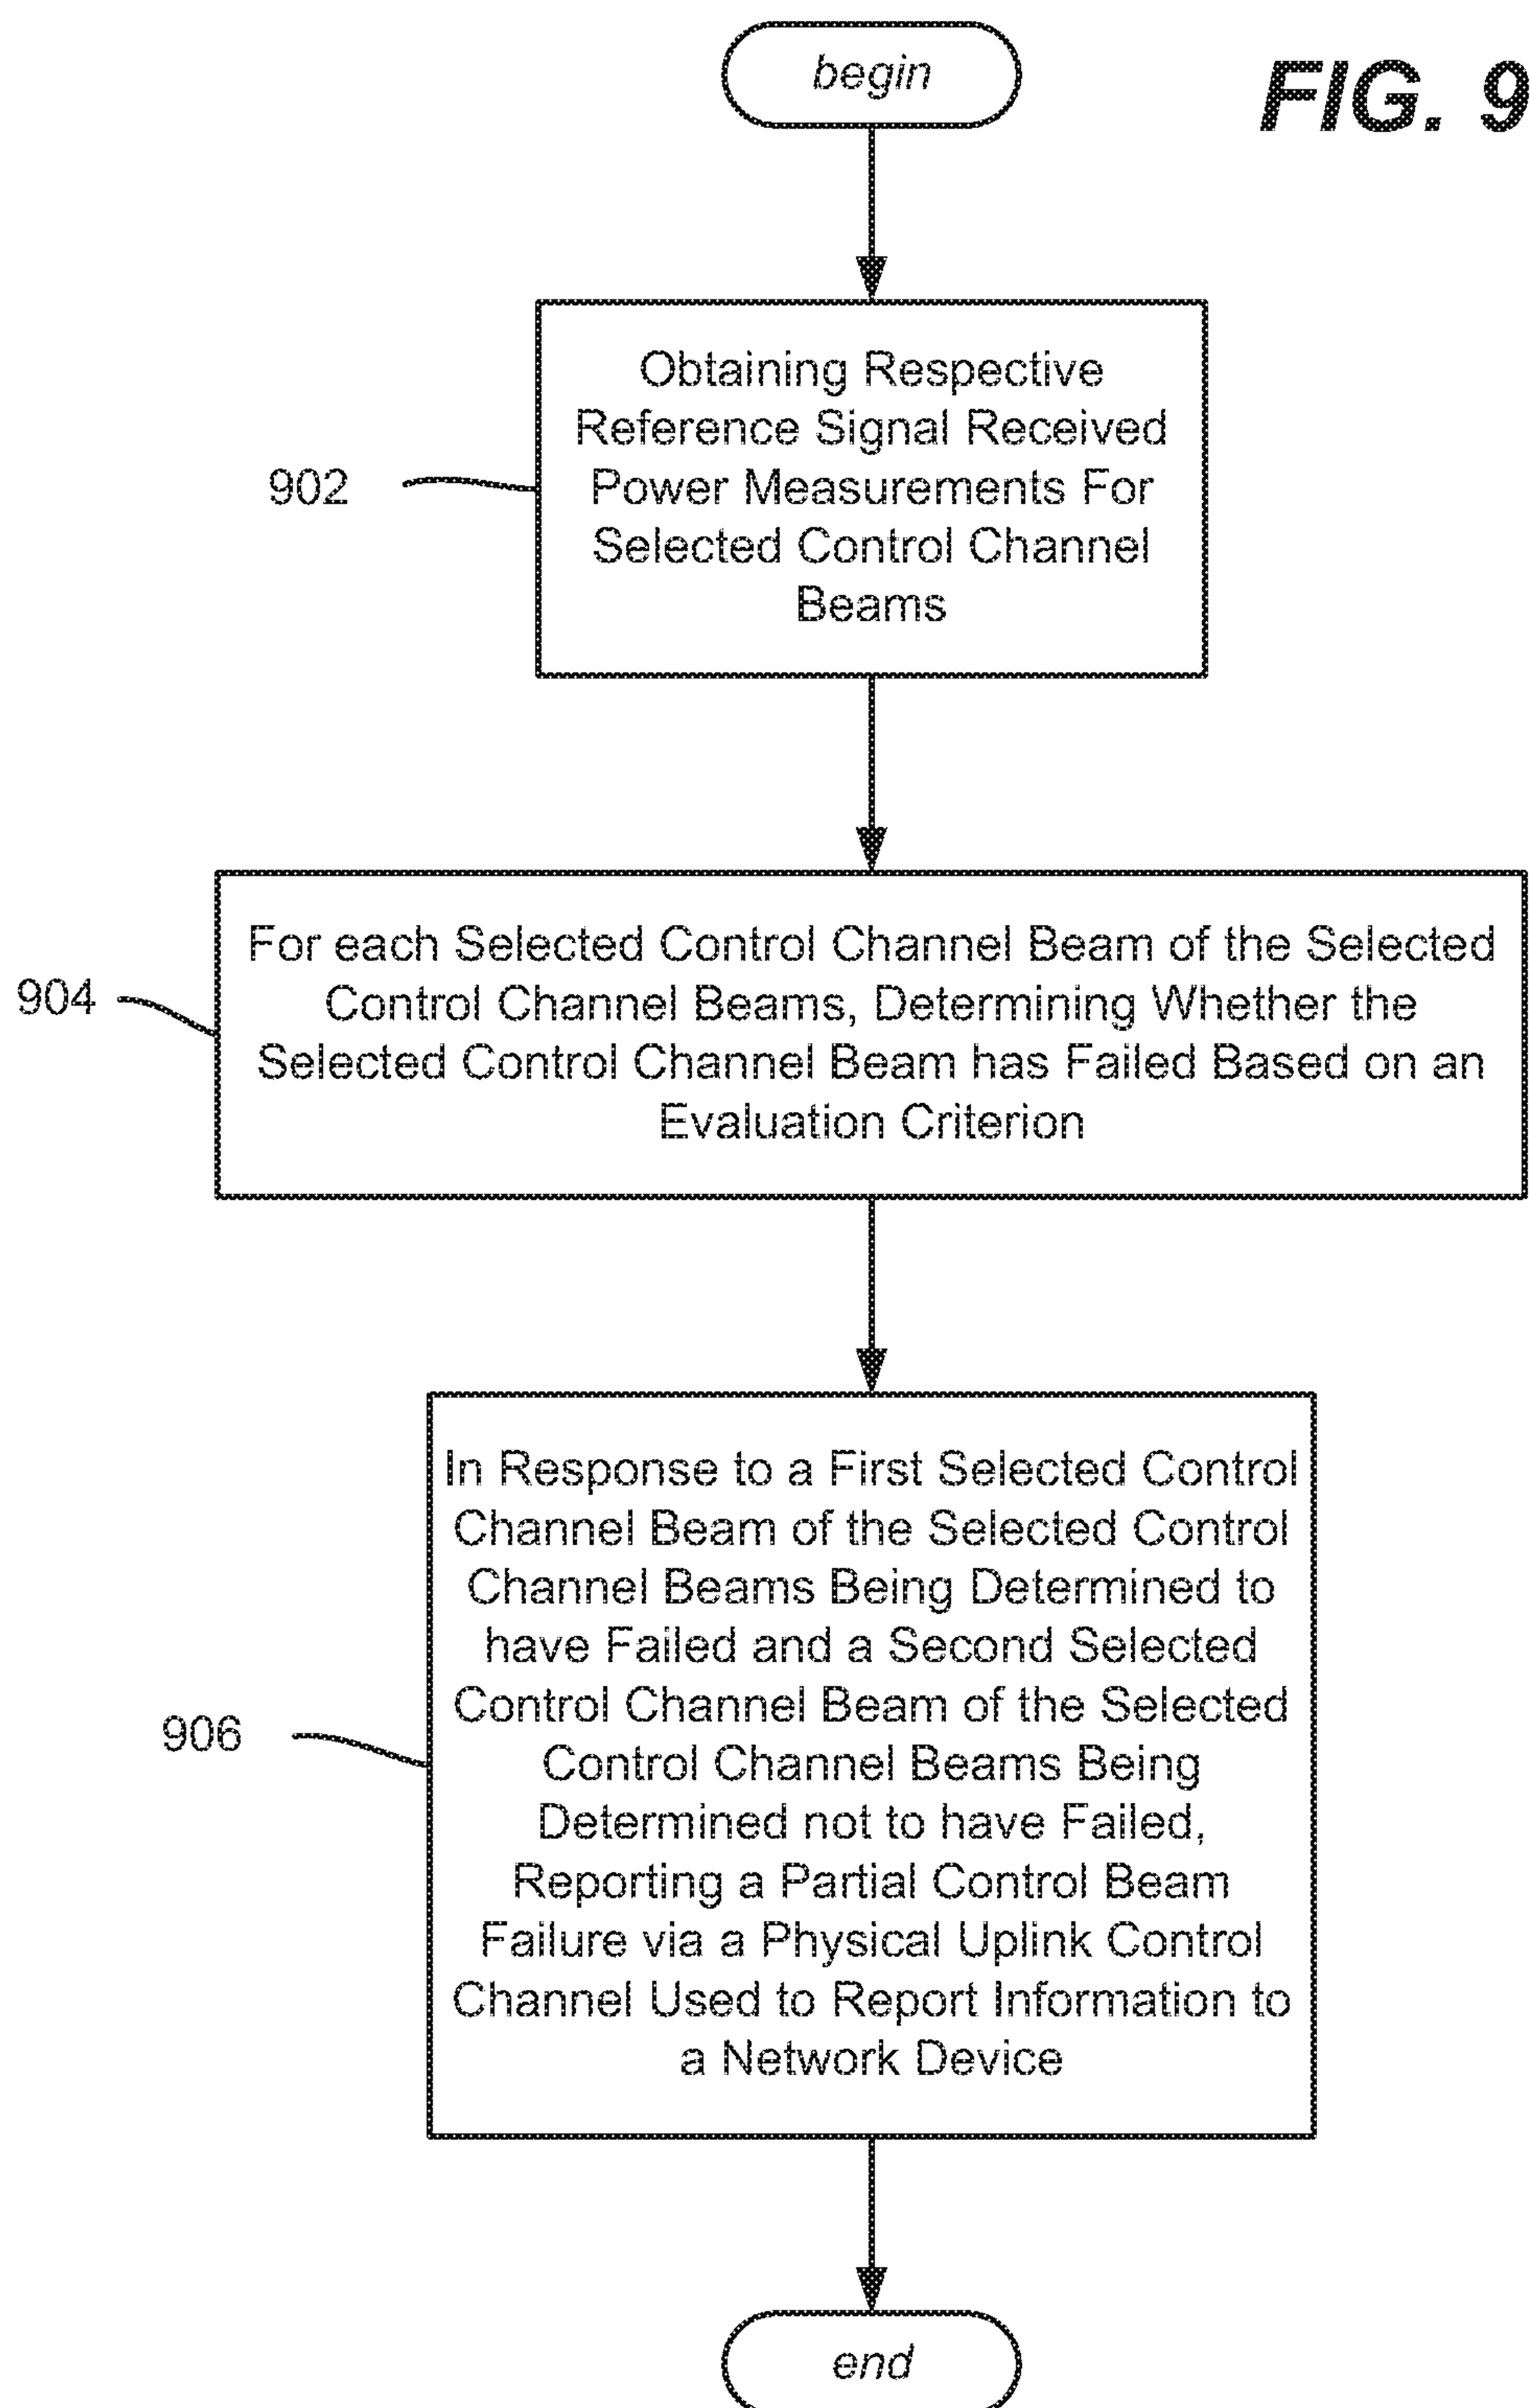 begin
FIG. 9
Obtaining Respective
Reference Signal Received
Power Measurements For
Selected Control Channel
Beams
902
For each Selected Control Channel Beam of the Selected
Control Channel Beams, Determining Whether the
Selected Control Channel Beam has Failed Based on an
Evaluation Criterion
904
In Response to a First Selected Control
Channel Beam of the Selected Control
Channel Beams Being Determined to
have Failed and a Second Selected
Control Channel Beam of the Selected
Control Channel Beams Being
Determined not to have Failed,
Reporting a Partial Control Beam
Failure via a Physical Uplink Control
Channel Used to Report Information to
a Network Device
906
end